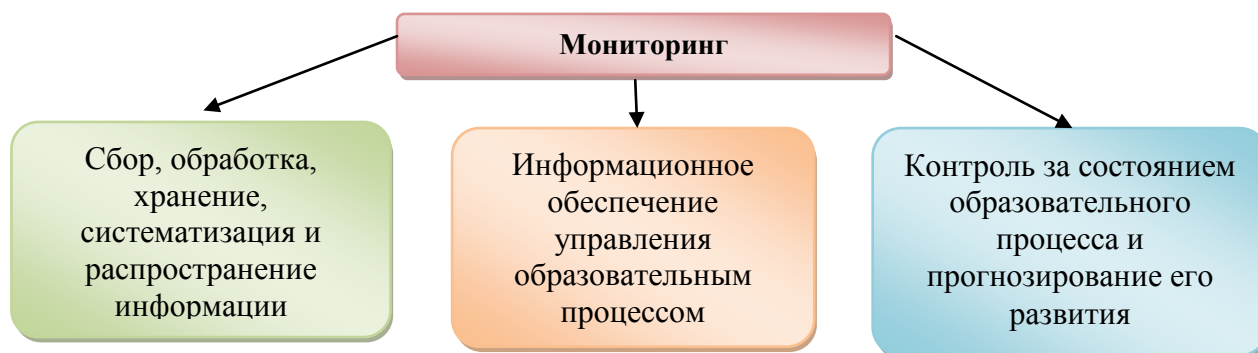 Мониторинг
Сбор, обработка,
хранение,
систематизация и
распространение
информации
Информационное
обеспечение
управления
образовательным
процессом
Контроль за состоянием
образовательного
процесса и
прогнозирование его
развития